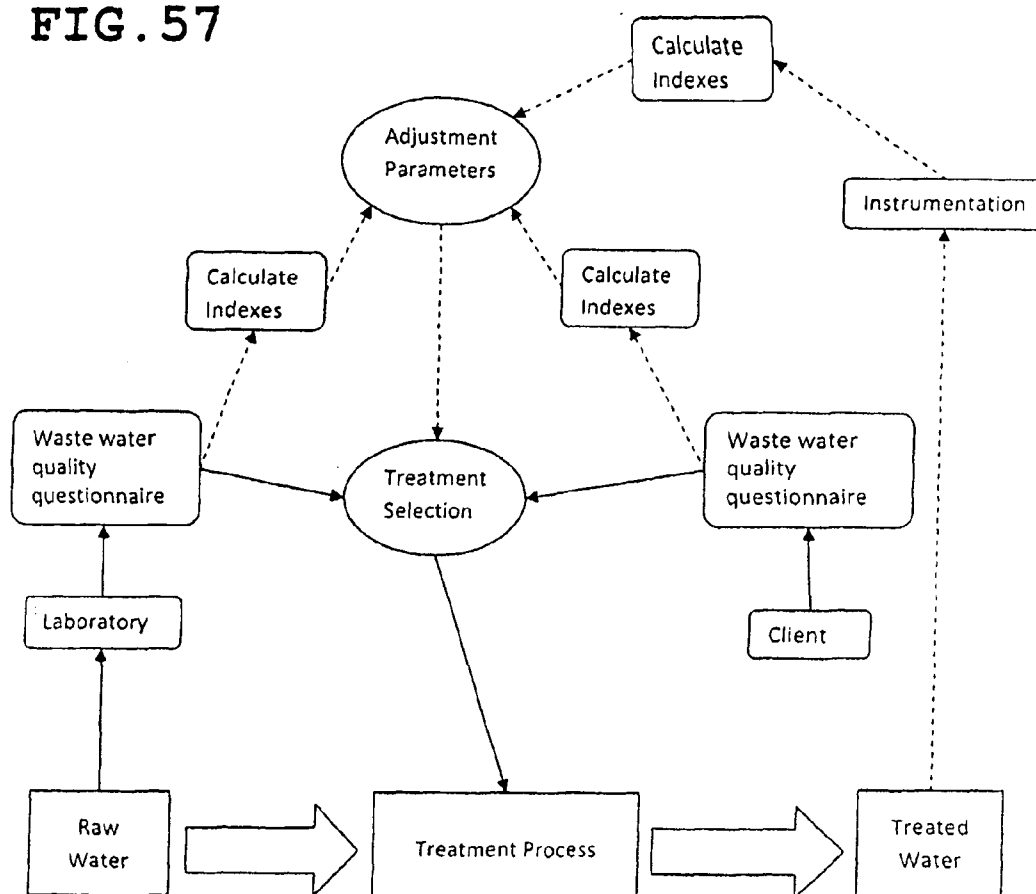 FIG.57
Calculate
Indexes
Adjustment
Parameters
Instrumentation
Calculate
Indexes
Calculate
Indexes
Waste water
quality
questionnaire
Treatment
Selection
Waste water
quality
questionnaire
Laboratory
Client
Raw
Water
Treatment Process
Treated
Water